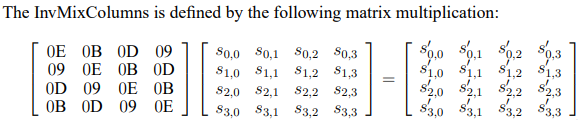 The InvMixColumns is defined by the following matrix multiplication:
0E 0B 0D 09 s0,0 s0,1 s0,2 s0,3 s′0,0 s′0,1 s′0,2 s′0,3
09 0E 0B 0D s1,0 s1,1 s1,2 s1,3 = s′1,0 s′1,1 s′1,2 s′1,3
0D 09 0E 0B s2,0 s2,1 s2,2 s2,3 s′2,0 s′2,1 s′2,2 s′2,3
0B 0D 09 0E s3,0 s3,1 s3,2 s3,3 s′3,0 s′3,1 s′3,2 s′3,3